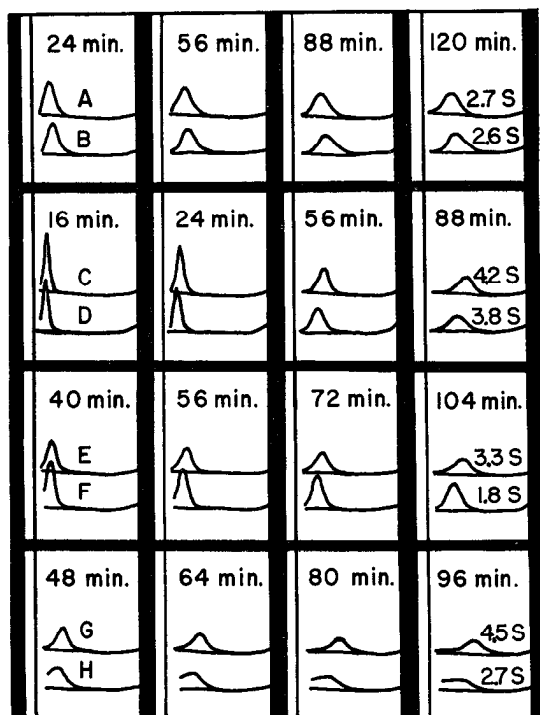 24 min. 56 min. 88 min. 120 min.
A 2.7 S
B 2.6 S
16 min. 24 min. 56 min. 88 min.
C 4.2 S
D 3.8 S
40 min. 56 min. 72 min. 104 min.
E 3.3 S
F 1.8 S
48 min. 64 min. 80 min. 96 min.
G 4.5 S
H 2.7 S